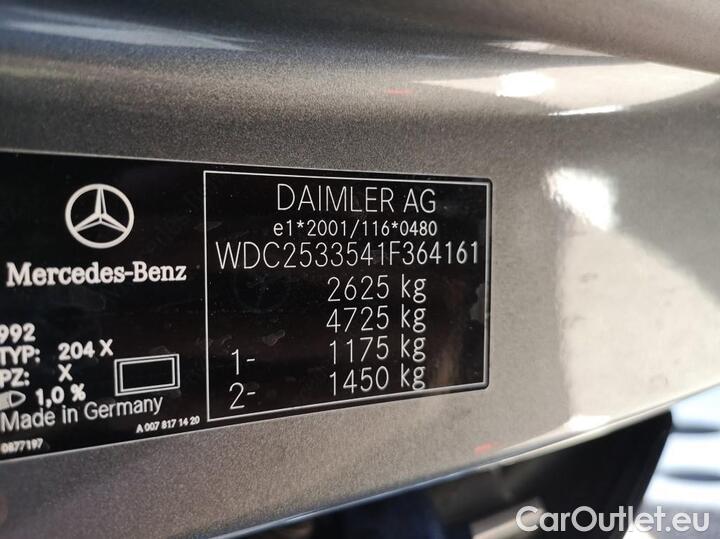 Mercedes-Benz
992
TYP: 204 X
PZ: X
1,0 %
Made in Germany
0877197
A 007 817 14 20
DAIMLER AG
e1*2001/116*0480
WDC2533541F364161
2625 kg
4725 kg
1- 1175 kg
2- 1450 kg
CarOutlet.eu